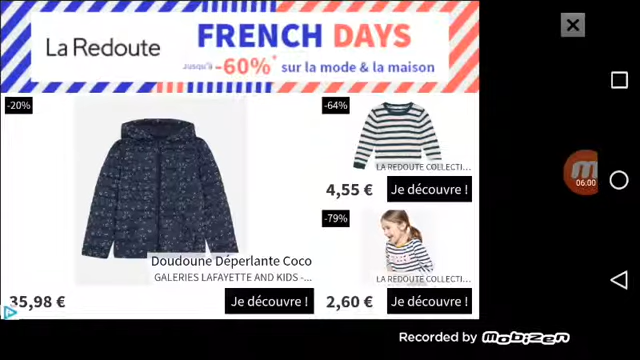 La Redoute
FRENCH DAYS
Jusqu'à -60%* sur la mode & la maison
-20%
Doudoune Déperlante Coco
GALERIES LAFAYETTE AND KIDS -...
35,98 €
Je découvre !
-64%
LA REDOUTE COLLECTI...
4,55 €
Je découvre !
-79%
LA REDOUTE COLLECTI...
2,60 €
Je découvre !
06:00
Recorded by MOBIZEN